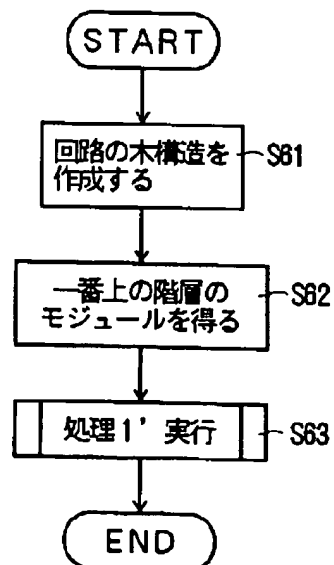 START
回路の木構造を
作成する
S61
一番上の階層の
モジュールを得る
S62
処理1' 実行
S63
END